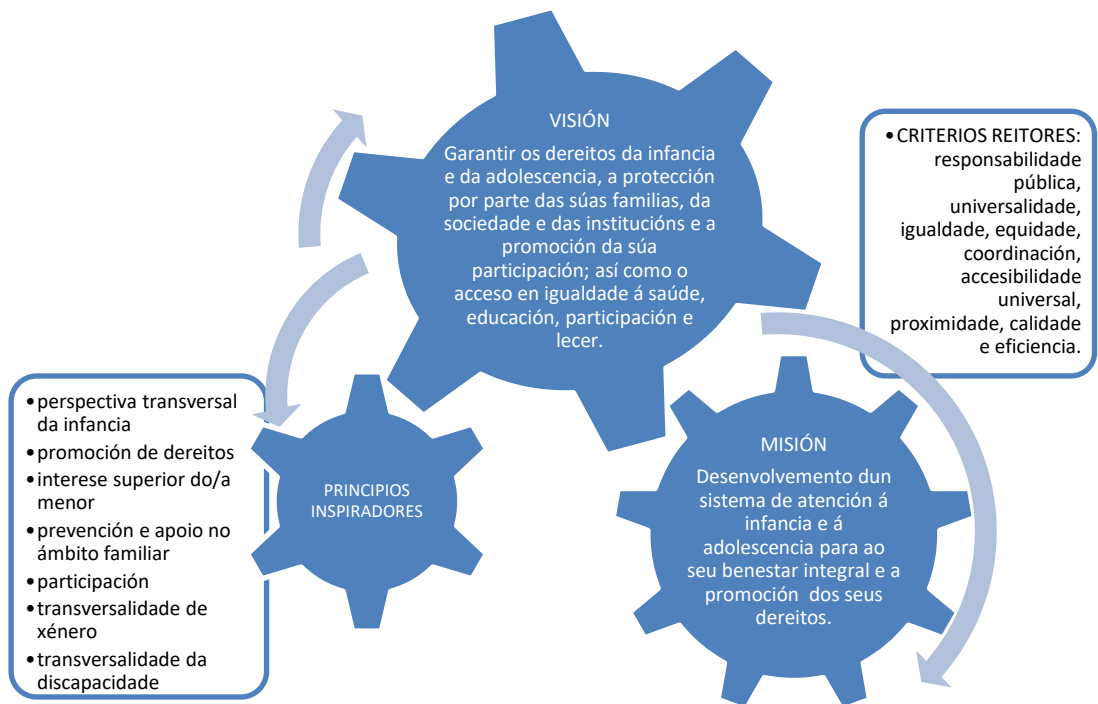 VISIÓN
Garantir os dereitos da infancia
e da adolescencia, a protección
por parte das súas familias, da
sociedade e das institucións e a
promoción da súa
participación; así como o
acceso en igualdade á saúde,
educación, participación e
lecer.
•CRITERIOS REITORES:
responsabilidade
pública,
universalidade,
igualdade, equidade,
coordinación,
accesibilidade
universal,
proximidade, calidade
e eficiencia.
•perspectiva transversal
da infancia
•promoción de dereitos
•interese superior do/a
menor
•prevención e apoio no
ámbito familiar
•participación
•transversalidade de
xénero
•transversalidade da
discapacidade
PRINCIPIOS
INSPIRADORES
MISIÓN
Desenvolvemento dun
sistema de atención á
infancia e á
adolescencia para ao
seu benestar integral e a
promoción dos seus
dereitos.